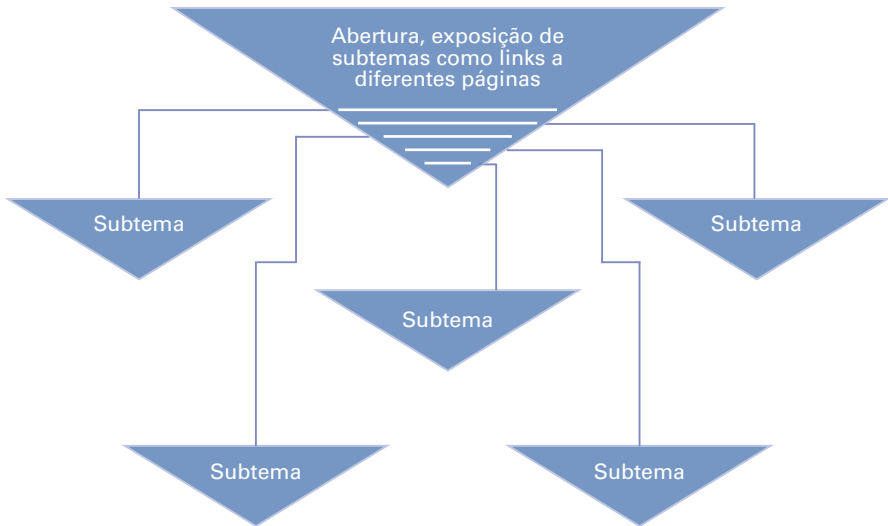 Abertura, exposição de
subtemas como links a
diferentes páginas
Subtema
Subtema
Subtema
Subtema
Subtema